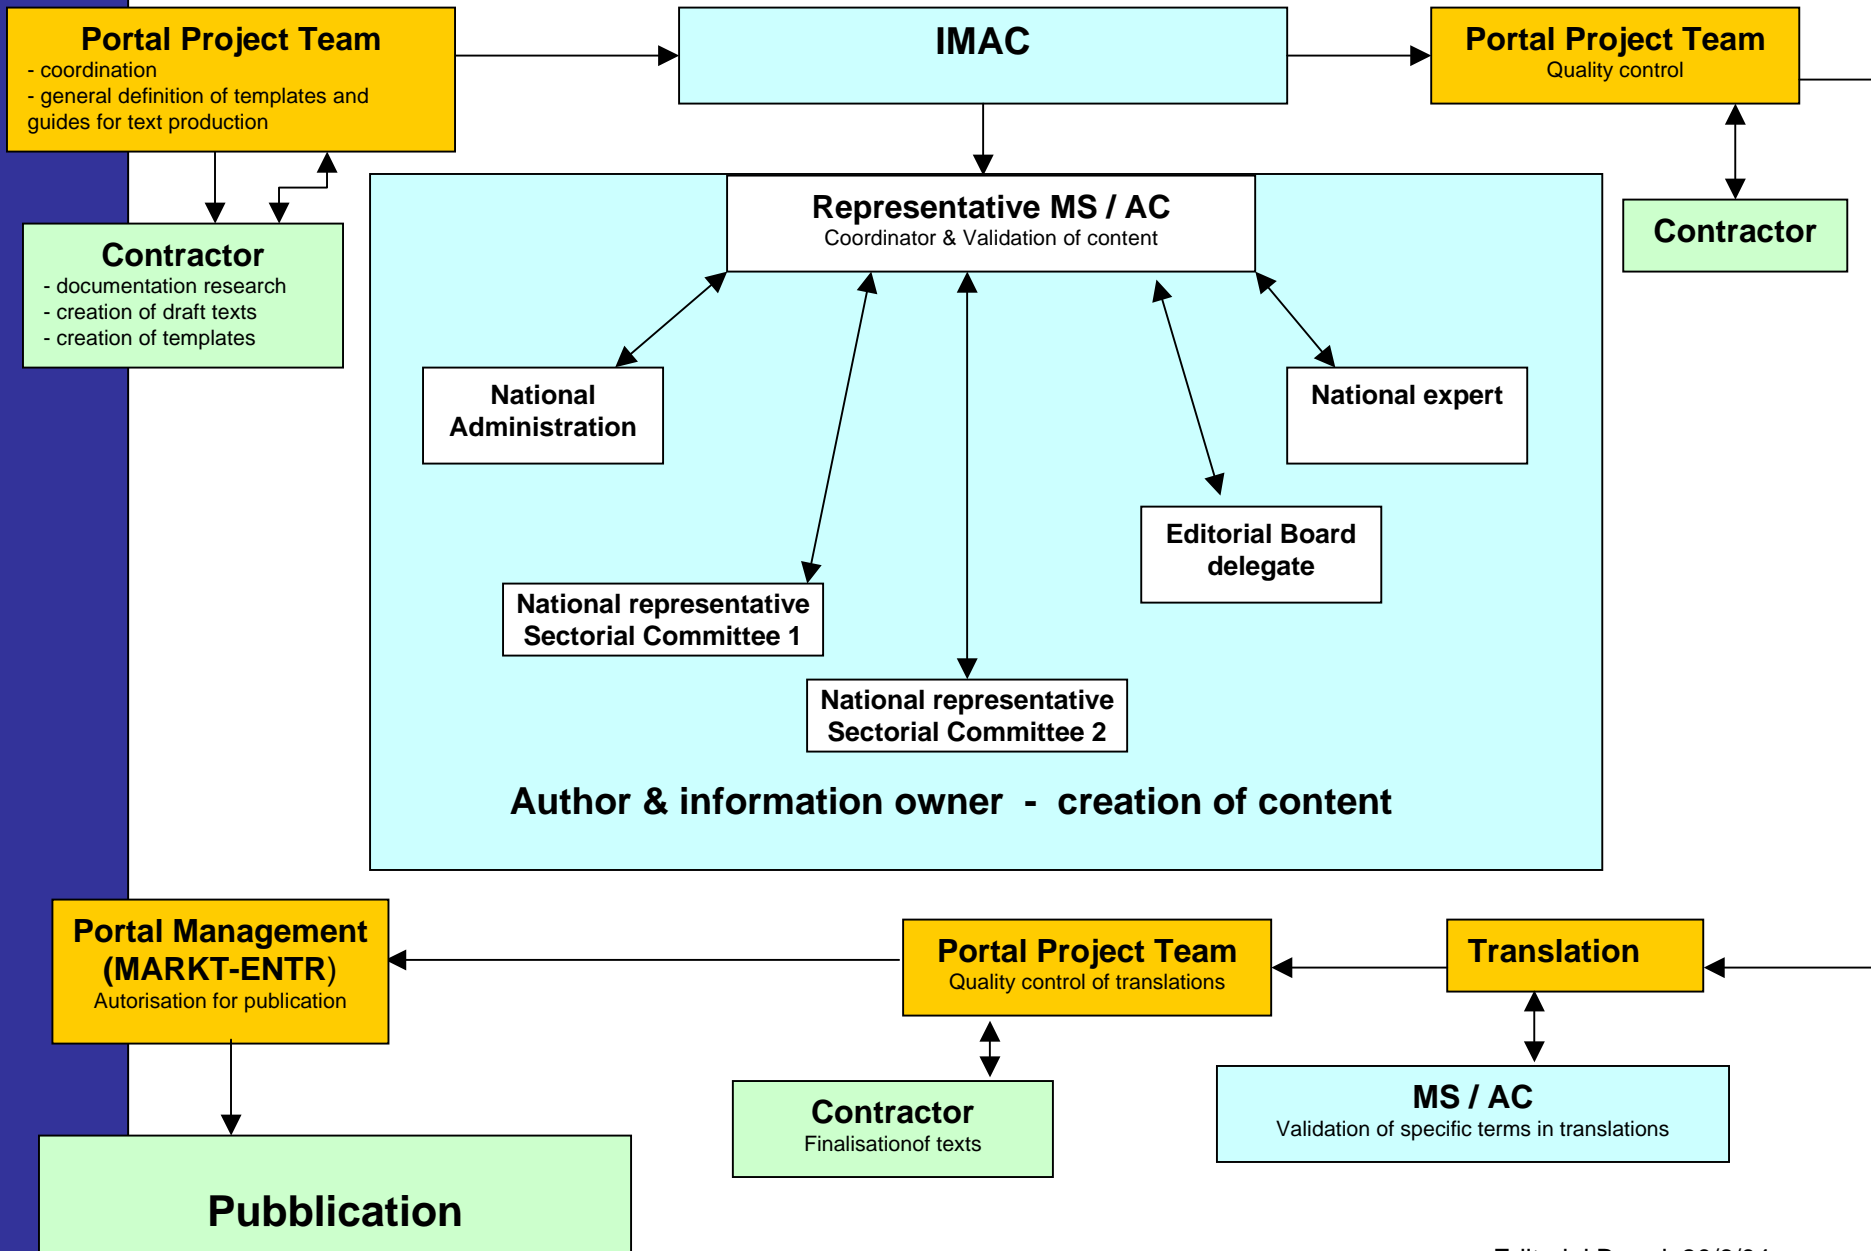 Portal Project Team
- coordination
- general definition of templates and
guides for text production
IMAC
Portal Project Team
Quality control
Contractor
- documentation research
- creation of draft texts
- creation of templates
Representative MS / AC
Coordinator & Validation of content
Contractor
National
Administration
National expert
Editorial Board
delegate
National representative
Sectorial Committee 1
National representative
Sectorial Committee 2
Author & information owner - creation of content
Portal Management
(MARKT-ENTR)
Autorisation for publication
Portal Project Team
Quality control of translations
Translation
Contractor
Finalisationof texts
MS / AC
Validation of specific terms in translations
Pubblication